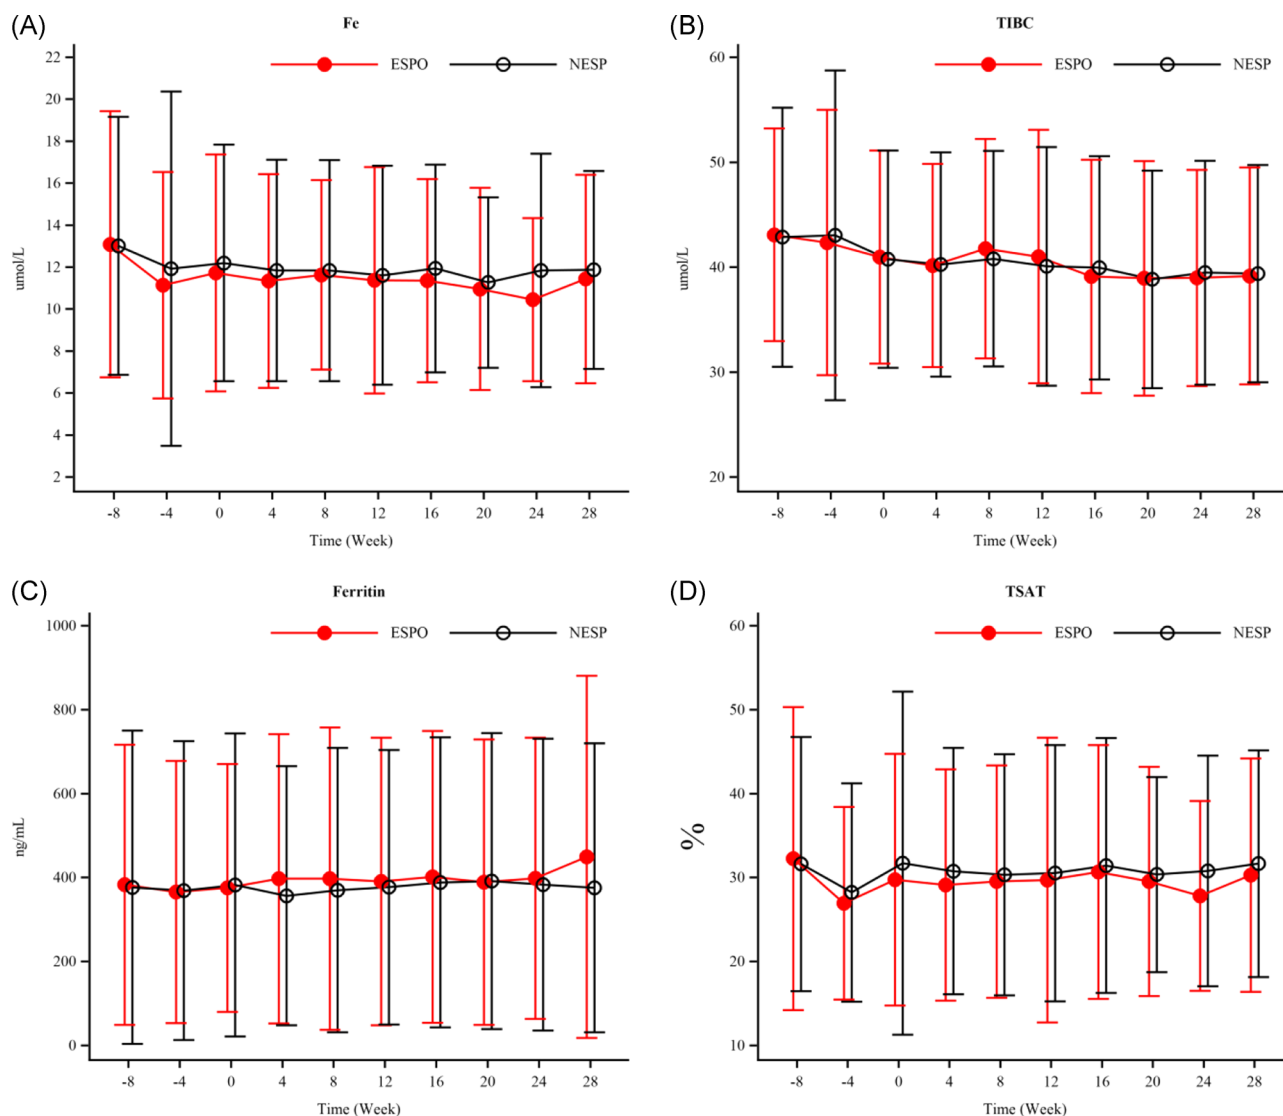 (A)
Fe
ESPO NESP
umol/L
22
20
18
16
14
12
10
8
6
4
2
-8 -4 0 4 8 12 16 20 24 28
Time (Week)
(B)
TIBC
ESPO NESP
umol/L
60
50
40
30
20
-8 -4 0 4 8 12 16 20 24 28
Time (Week)
(C)
Ferritin
ESPO NESP
ng/mL
1000
800
600
400
200
0
-8 -4 0 4 8 12 16 20 24 28
Time (Week)
(D)
TSAT
ESPO NESP
%
60
50
40
30
20
10
-8 -4 0 4 8 12 16 20 24 28
Time (Week)